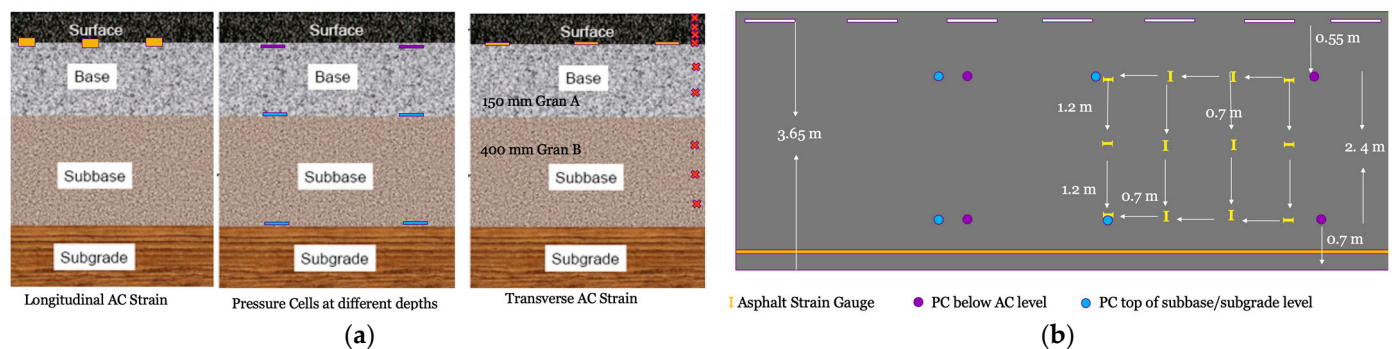 Surface
Base
Subbase
Subgrade
Longitudinal AC Strain
Surface
Base
Subbase
Subgrade
Pressure Cells at different depths
Surface
Base
150 mm Gran A
400 mm Gran B
Subbase
Subgrade
Transverse AC Strain
(a)
0.55 m
1.2 m
0.7 m
3.65 m
2. 4 m
1.2 m
0.7 m
0.7 m
Asphalt Strain Gauge
PC below AC level
PC top of subbase/subgrade level
(b)